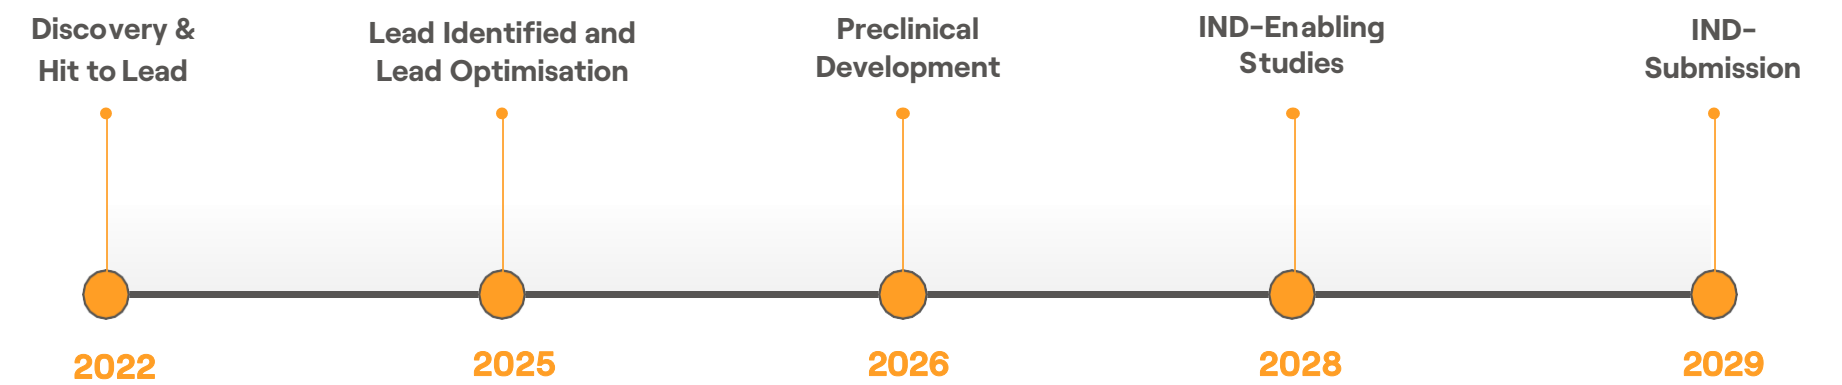 Discovery &
Hit to Lead
Lead Identified and
Lead Optimisation
Preclinical
Development
IND-Enabling
Studies
IND-
Submission
2022
2025
2026
2028
2029